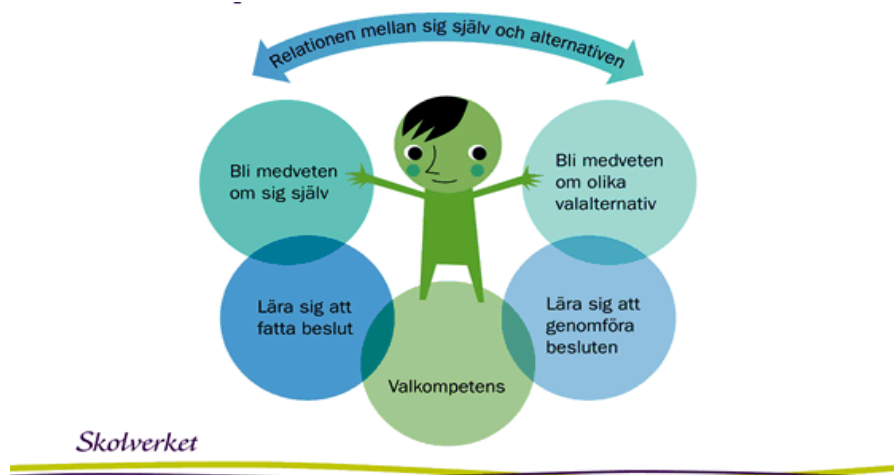 Relationen mellan sig själv och alternativen
Bli medveten
om sig själv
Bli medveten
om olika
valalternativ
Lära sig att
fatta beslut
Lära sig att
genomföra
besluten
Valkompetens
Skolverket